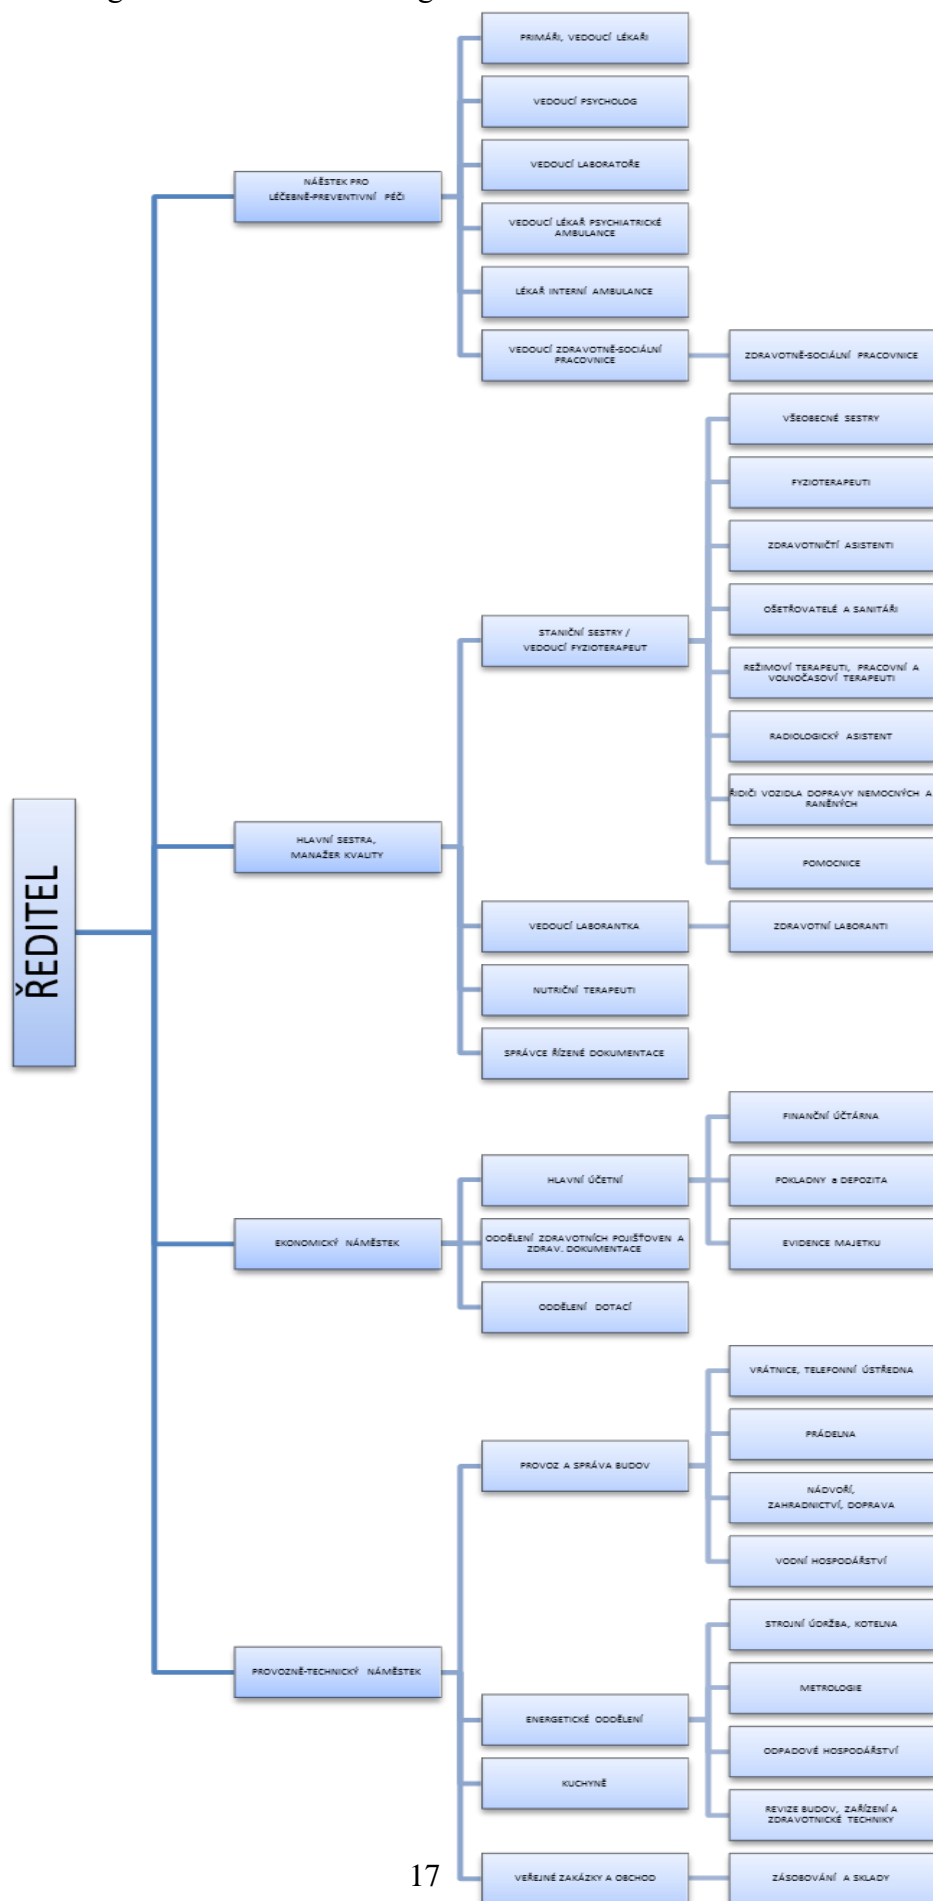 PRIMÁŘI, VEDOUCÍ LÉKAŘI
VEDOUCÍ PSYCHOLOG
VEDOUCÍ LABORATOŘE
NÁĚSTEK PRO
LÉČEBNĚ-PREVENTIVNÍ PÉČI
VEDOUCÍ LÉKAŘ PSYCHIATRICKÉ
AMBULANCE
LÉKAŘ INTERNÍ AMBULANCE
VEDOUCÍ ZDRAVOTNĚ-SOCIÁLNÍ
PRACOVNICE
ZDRAVOTNĚ-SOCIÁLNÍ PRACOVNICE
VŠEOBECNÉ SESTRY
FYZIOTERAPEUTI
ZDRAVOTNIČTÍ ASISTENTI
OŠETŘOVATELÉ A SANITÁŘI
STANIČNÍ SESTRY /
VEDOUCÍ FYZIOTERAPEUT
REŽIMOVÍ TERAPEUTI, PRACOVNÍ A
VOLNOČASOVÍ TERAPEUTI
RADIOLOGICKÝ ASISTENT
ŘIDIČI VOZIDLA DOPRAVY NEMOCNÝCH A
RANĚNÝCH
POMOCNICE
HLAVNÍ SESTRA,
MANAŽER KVALITY
ŘEDITEL
VEDOUCÍ LABORANTKA
ZDRAVOTNÍ LABORANTI
NUTRIČNÍ TERAPEUTI
SPRÁVCE ŘÍZENÉ DOKUMENTACE
FINANČNÍ ÚČTÁRNA
HLAVNÍ ÚČETNÍ
POKLADNY a DEPOZITA
EKONOMICKÝ NÁMĚSTEK
ODDĚLENÍ ZDRAVOTNÍCH POJIŠŤOVEN A
ZDRAV. DOKUMENTACE
EVIDENCE MAJETKU
ODDĚLENÍ DOTACÍ
VRÁTNICE, TELEFONNÍ ÚSTŘEDNA
PRÁDELNA
PROVOZ A SPRÁVA BUDOV
NÁDVOŘÍ,
ZAHRADNICTVÍ, DOPRAVA
VODNÍ HOSPODÁŘSTVÍ
STROJNÍ ÚDRŽBA, KOTELNA
PROVOZNĚ-TECHNICKÝ NÁMĚSTEK
METROLOGIE
ENERGETICKÉ ODDĚLENÍ
ODPADOVÉ HOSPODÁŘSTVÍ
KUCHYNĚ
REVIZE BUDOV, ZAŘÍZENÍ A
ZDRAVOTNICKÉ TECHNIKY
VEŘEJNÉ ZAKÁZKY A OBCHOD
ZÁSOBOVÁNÍ A SKLADY
17